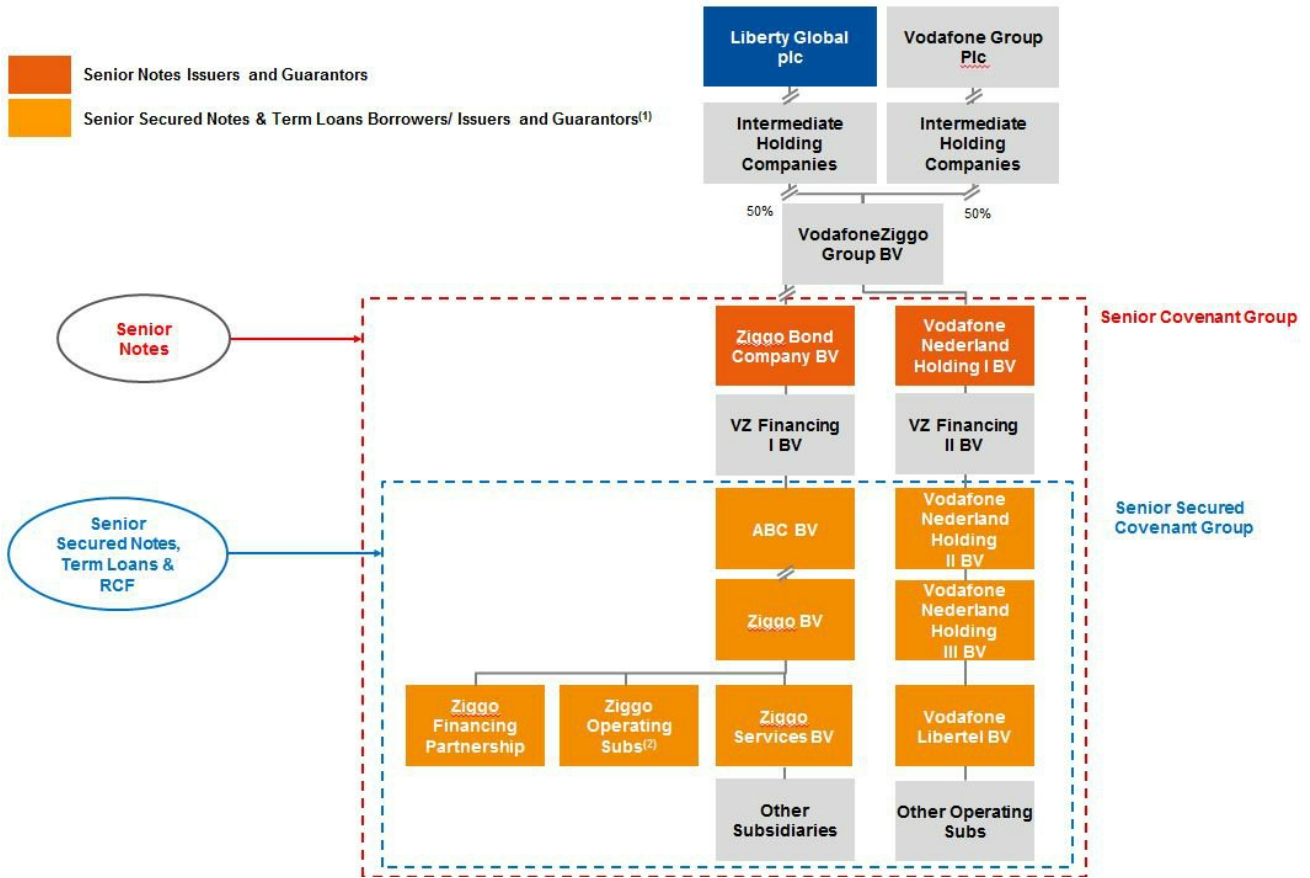 Liberty Global
plc
Vodafone Group
Plc
Senior Notes Issuers and Guarantors
Senior Secured Notes & Term Loans Borrowers/ Issuers and Guarantors(1)
Intermediate
Holding
Companies
Intermediate
Holding
Companies
50%
50%
VodafoneZiggo
Group BV
Senior
Notes
Senior Covenant Group
Ziggo Bond
Company BV
Vodafone
Nederland
Holding I BV
VZ Financing
I BV
VZ Financing
II BV
Senior
Secured Notes,
Term Loans &
RCF
Senior Secured
Covenant Group
ABC BV
Vodafone
Nederland
Holding
II BV
Ziggo BV
Vodafone
Nederland
Holding
III BV
Ziggo
Financing
Partnership
Ziggo
Operating
Subs(2)
Ziggo
Services BV
Vodafone
Libertel BV
Other
Subsidiaries
Other Operating
Subs